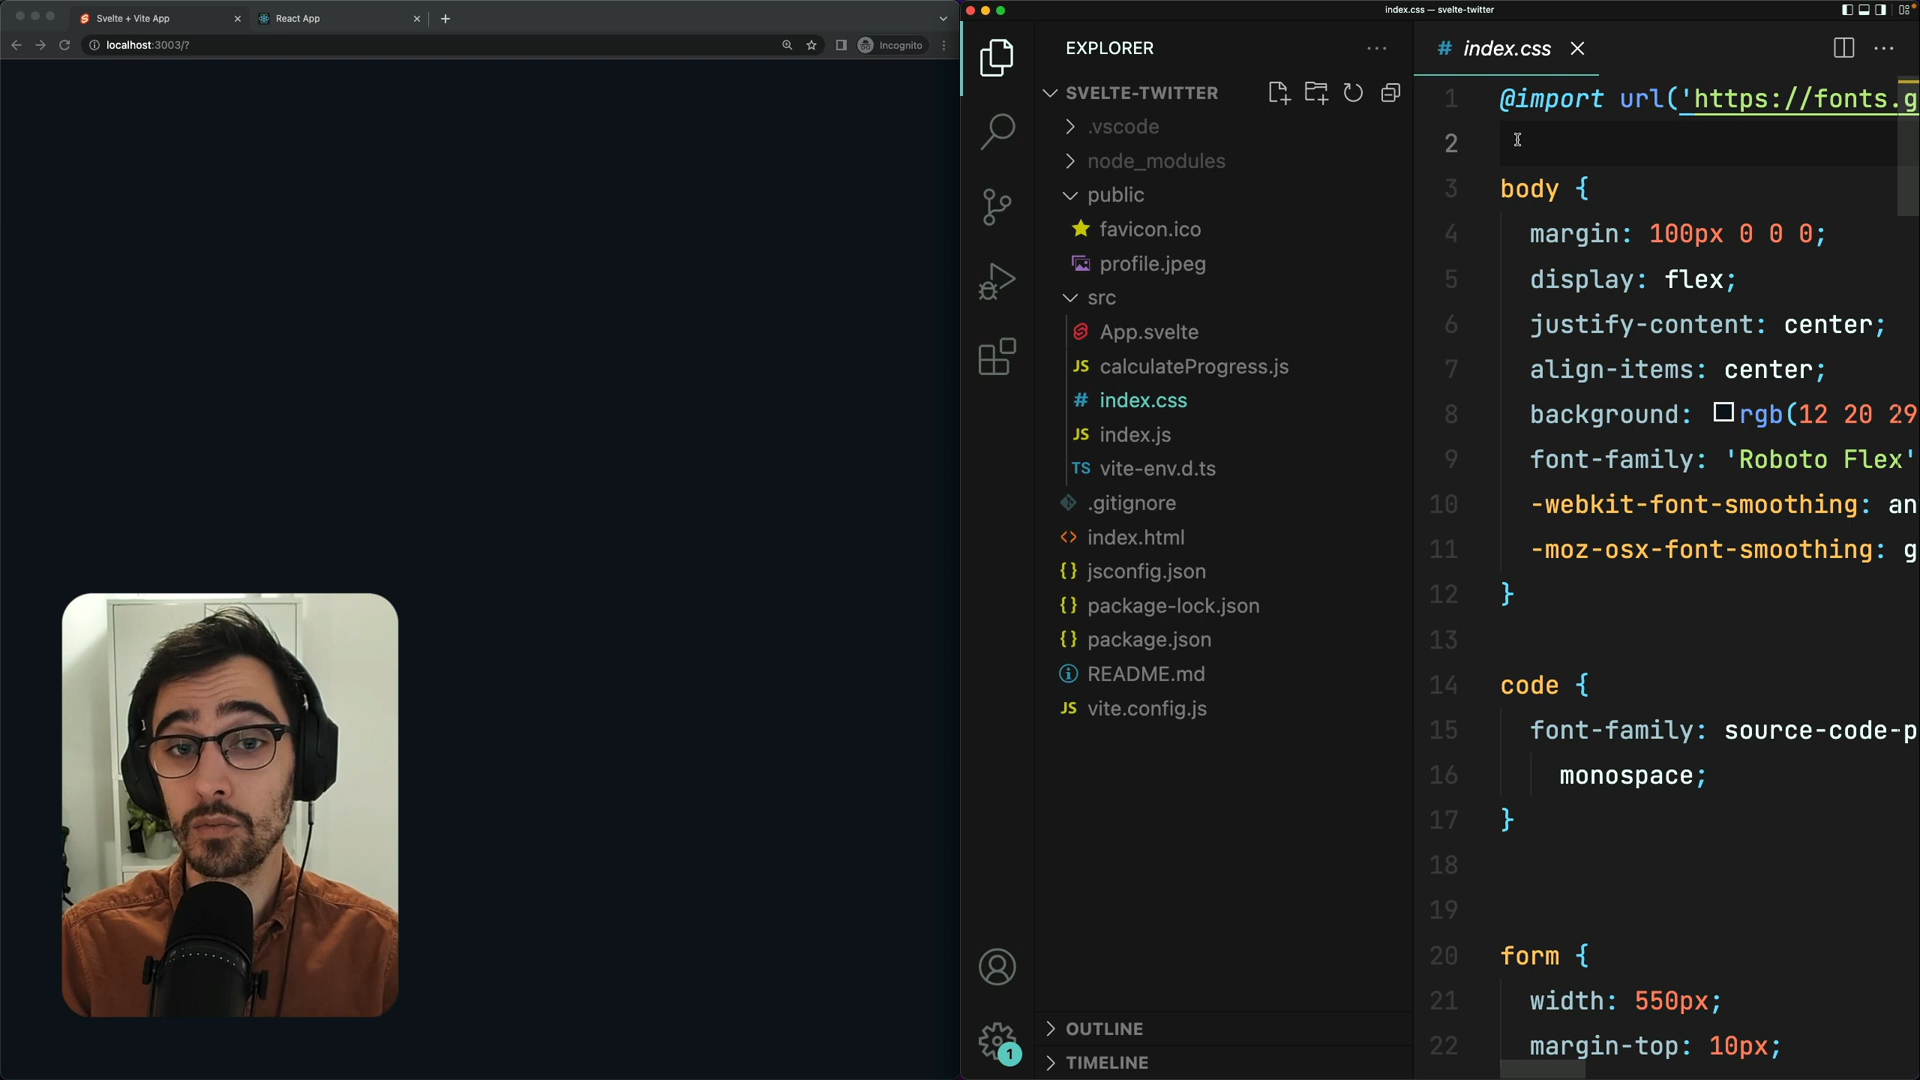 Svelte + Vite App
React App
localhost:3003/?
Incognito
index.css — svelte-twitter
EXPLORER
SVELTE-TWITTER
.vscode
node_modules
public
favicon.ico
profile.jpeg
src
App.svelte
JS calculateProgress.js
# index.css
JS index.js
TS vite-env.d.ts
.gitignore
<> index.html
{} jsconfig.json
{} package-lock.json
{} package.json
README.md
JS vite.config.js
OUTLINE
TIMELINE
1
# index.css
1 @import url('https://fonts.g
2
3 body {
4 margin: 100px 0 0 0;
5 display: flex;
6 justify-content: center;
7 align-items: center;
8 background: rgb(12 20 29
9 font-family: 'Roboto Flex'
10 -webkit-font-smoothing: an
11 -moz-osx-font-smoothing: g
12 }
13
14 code {
15 font-family: source-code-p
16 monospace;
17 }
18
19
20 form {
21 width: 550px;
22 margin-top: 10px;